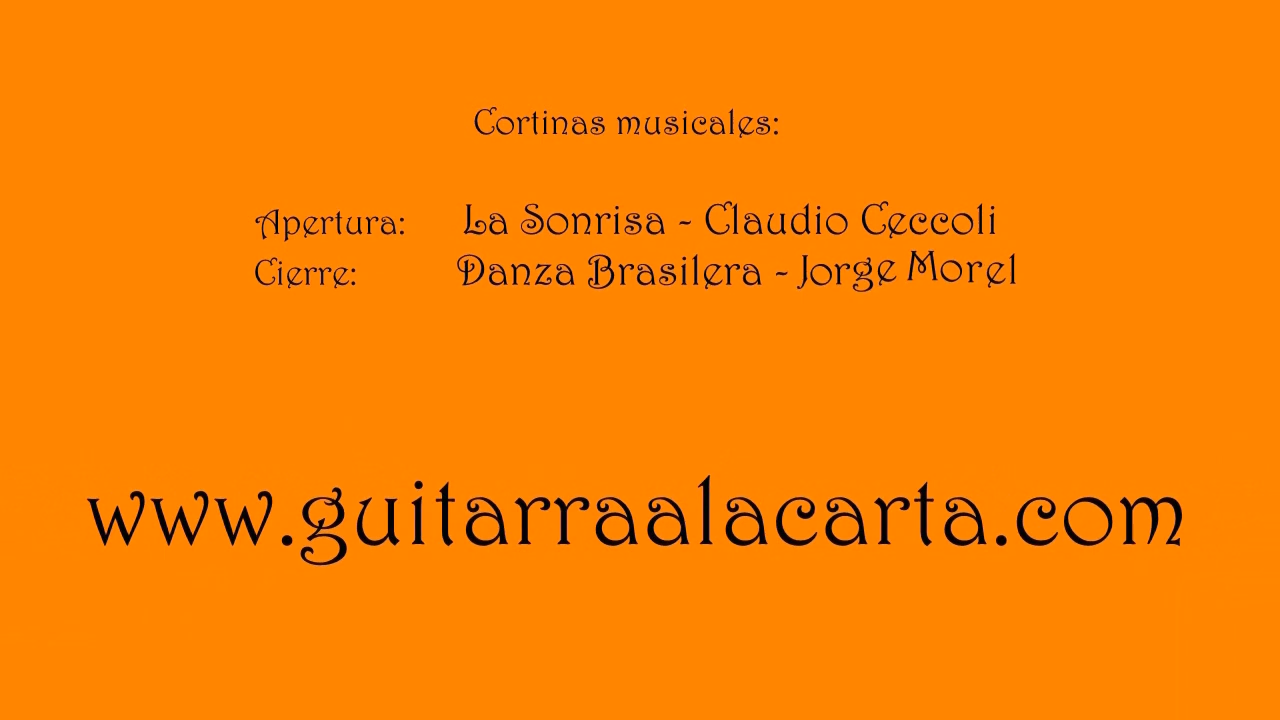 Cortinas musicales:
Apertura: La Sonrisa - Claudio Ceccoli
Cierre: Danza Brasilera - Jorge Morel
www.guitarraalacarta.com